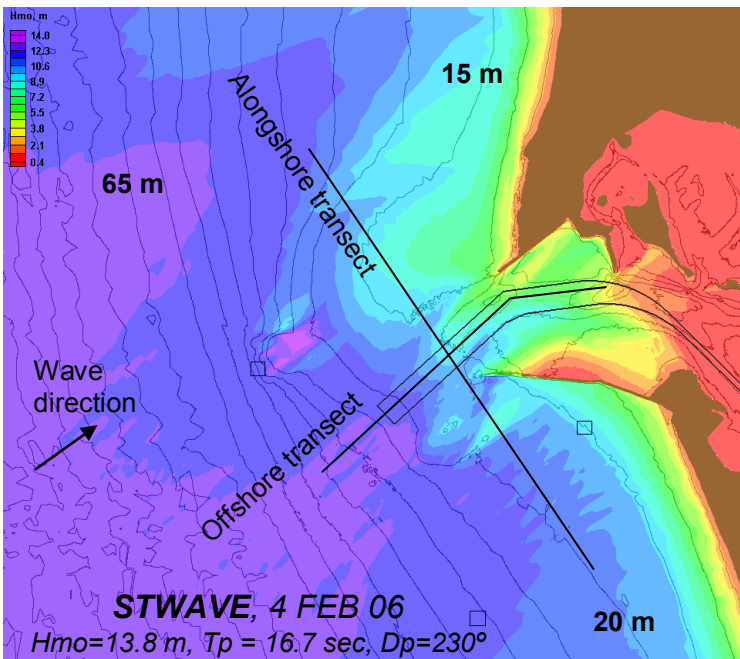 Hmo, m
14.0
12.3
10.6
8.9
7.2
5.5
3.8
2.1
0.4
15 m
65 m
Alongshore transect
Wave
direction
Offshore transect
STWAVE, 4 FEB 06
20 m
Hmo=13.8 m, Tp = 16.7 sec, Dp=230º